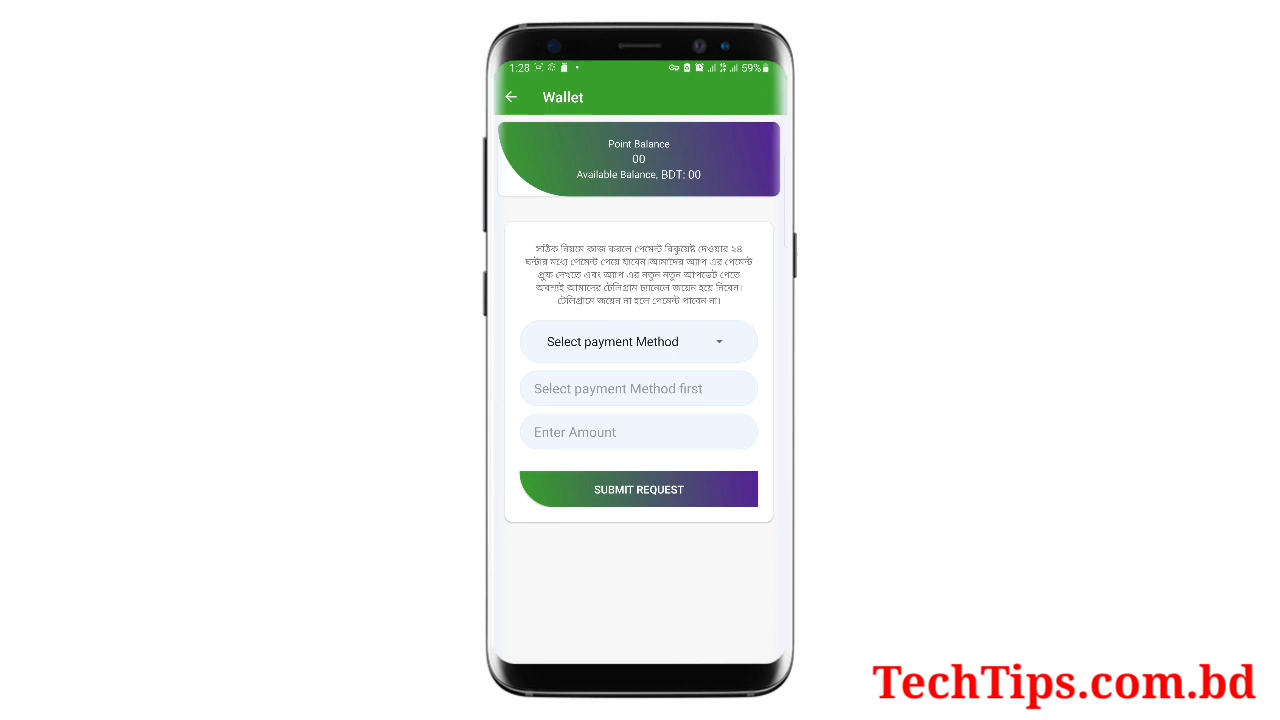 1:28
59%
Wallet
Point Balance
00
Available Balance, BDT: 00
সঠিক নিয়মে কাজ করলে পেমেন্ট রিকুয়েষ্ট দেওয়ার ২৪
ঘন্টার মধ্যে পেমেন্ট পেয়ে যাবেন।আমাদের অ্যাপ এর পেমেন্ট
প্রুফ দেখতে এবং অ্যাপ এর নতুন নতুন আপডেট পেতে
অবশ্যই আমাদের টেলিগ্রাম চ্যানেলে জয়েন হয়ে নিবেন।
টেলিগ্রামে জয়েন না হলে পেমেন্ট পাবেন না।
Select payment Method
Select payment Method first
Enter Amount
SUBMIT REQUEST
TechTips.com.bd